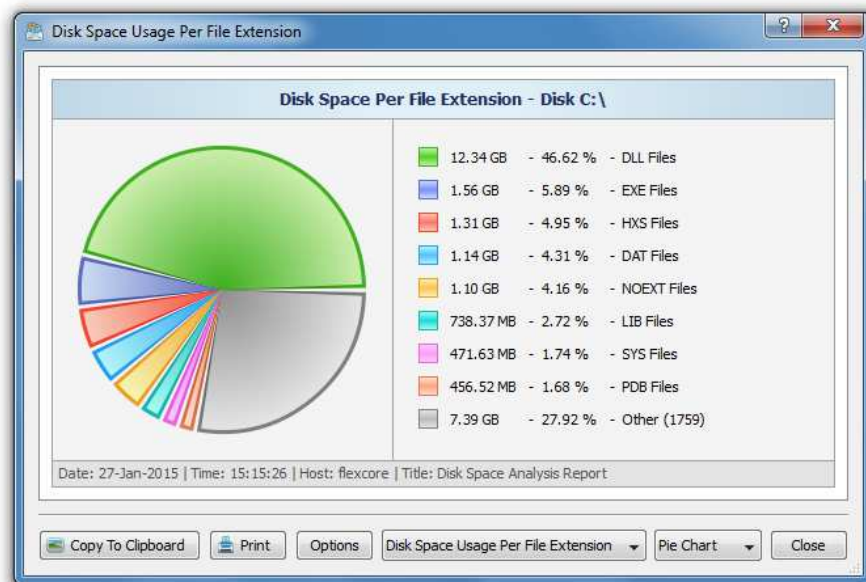 Disk Space Usage Per File Extension
Disk Space Per File Extension - Disk C:\
12.34 GB - 46.62 % - DLL Files
1.56 GB - 5.89 % - EXE Files
1.31 GB - 4.95 % - HXS Files
1.14 GB - 4.31 % - DAT Files
1.10 GB - 4.16 % - NOEXT Files
738.37 MB - 2.72 % - LIB Files
471.63 MB - 1.74 % - SYS Files
456.52 MB - 1.68 % - PDB Files
7.39 GB - 27.92 % - Other (1759)
Date: 27-Jan-2015 | Time: 15:15:26 | Host: flexcore | Title: Disk Space Analysis Report
Copy To Clipboard Print Options Disk Space Usage Per File Extension Pie Chart Close